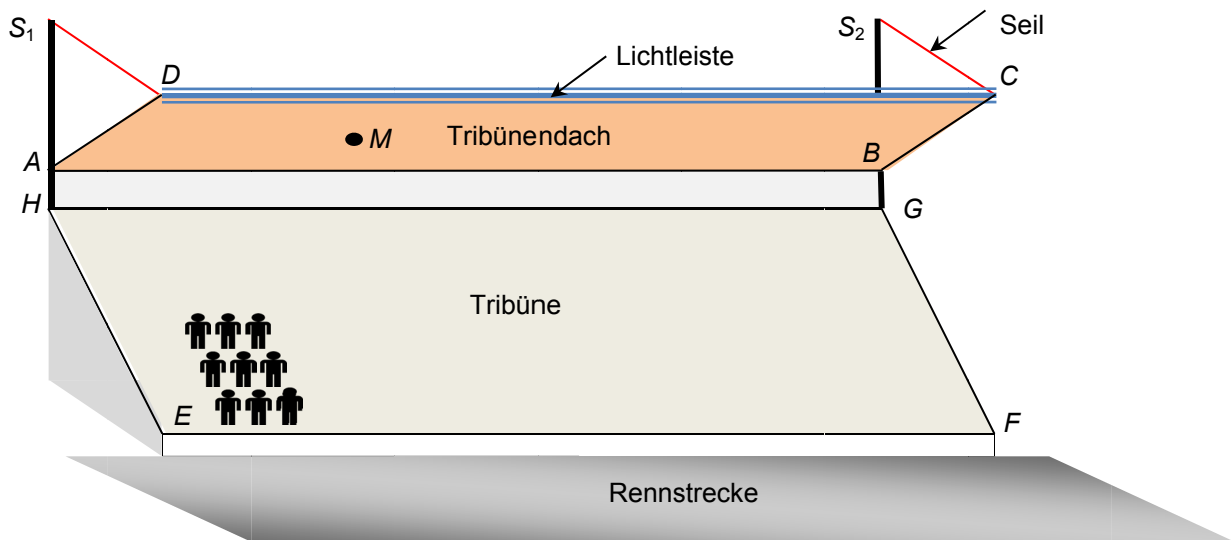 S1
S2
Seil
Lichtleiste
D
C
M
Tribünendach
A
B
H
G
Tribüne
E
F
Rennstrecke